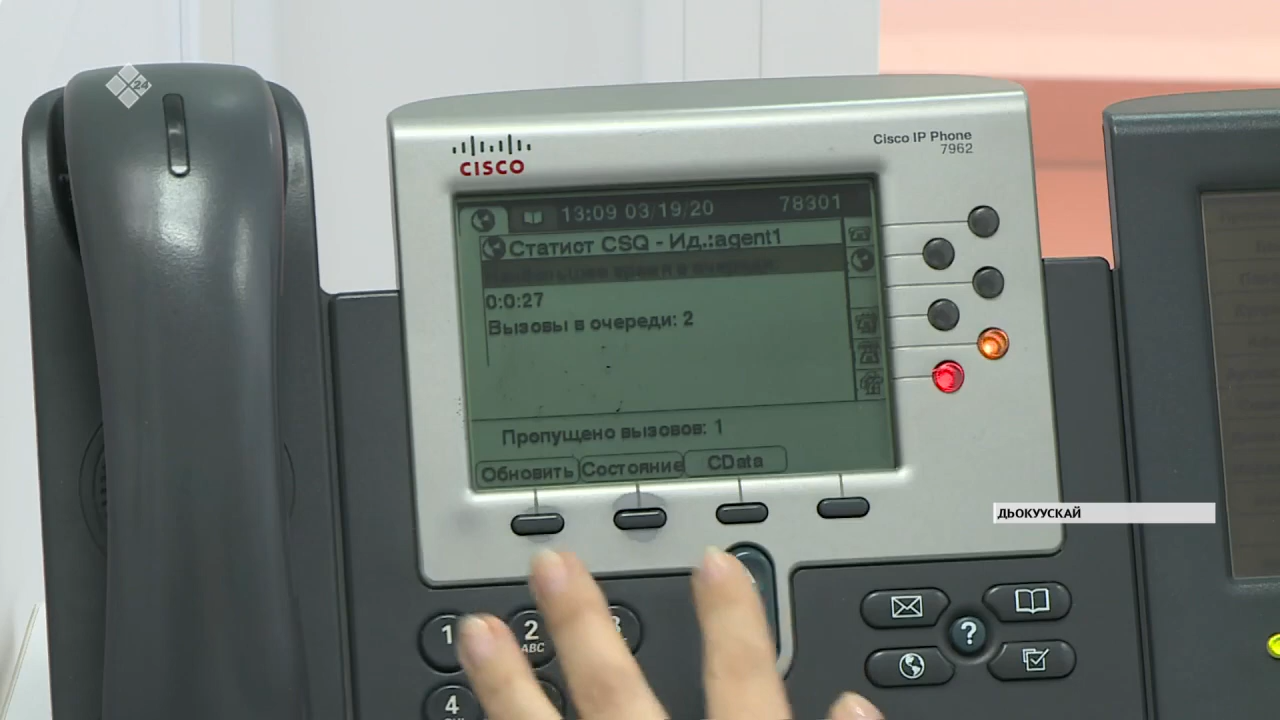 24
CISCO
Cisco IP Phone
7962
13:09 03/19/20 78301
Статист CSQ - Ид.:agent1
0:0:27
Вызовы в очереди: 2
Пропущено вызовов: 1
Обновить Состояние CData
ДЬОКУУСКАЙ
1
2
ABC
?
4